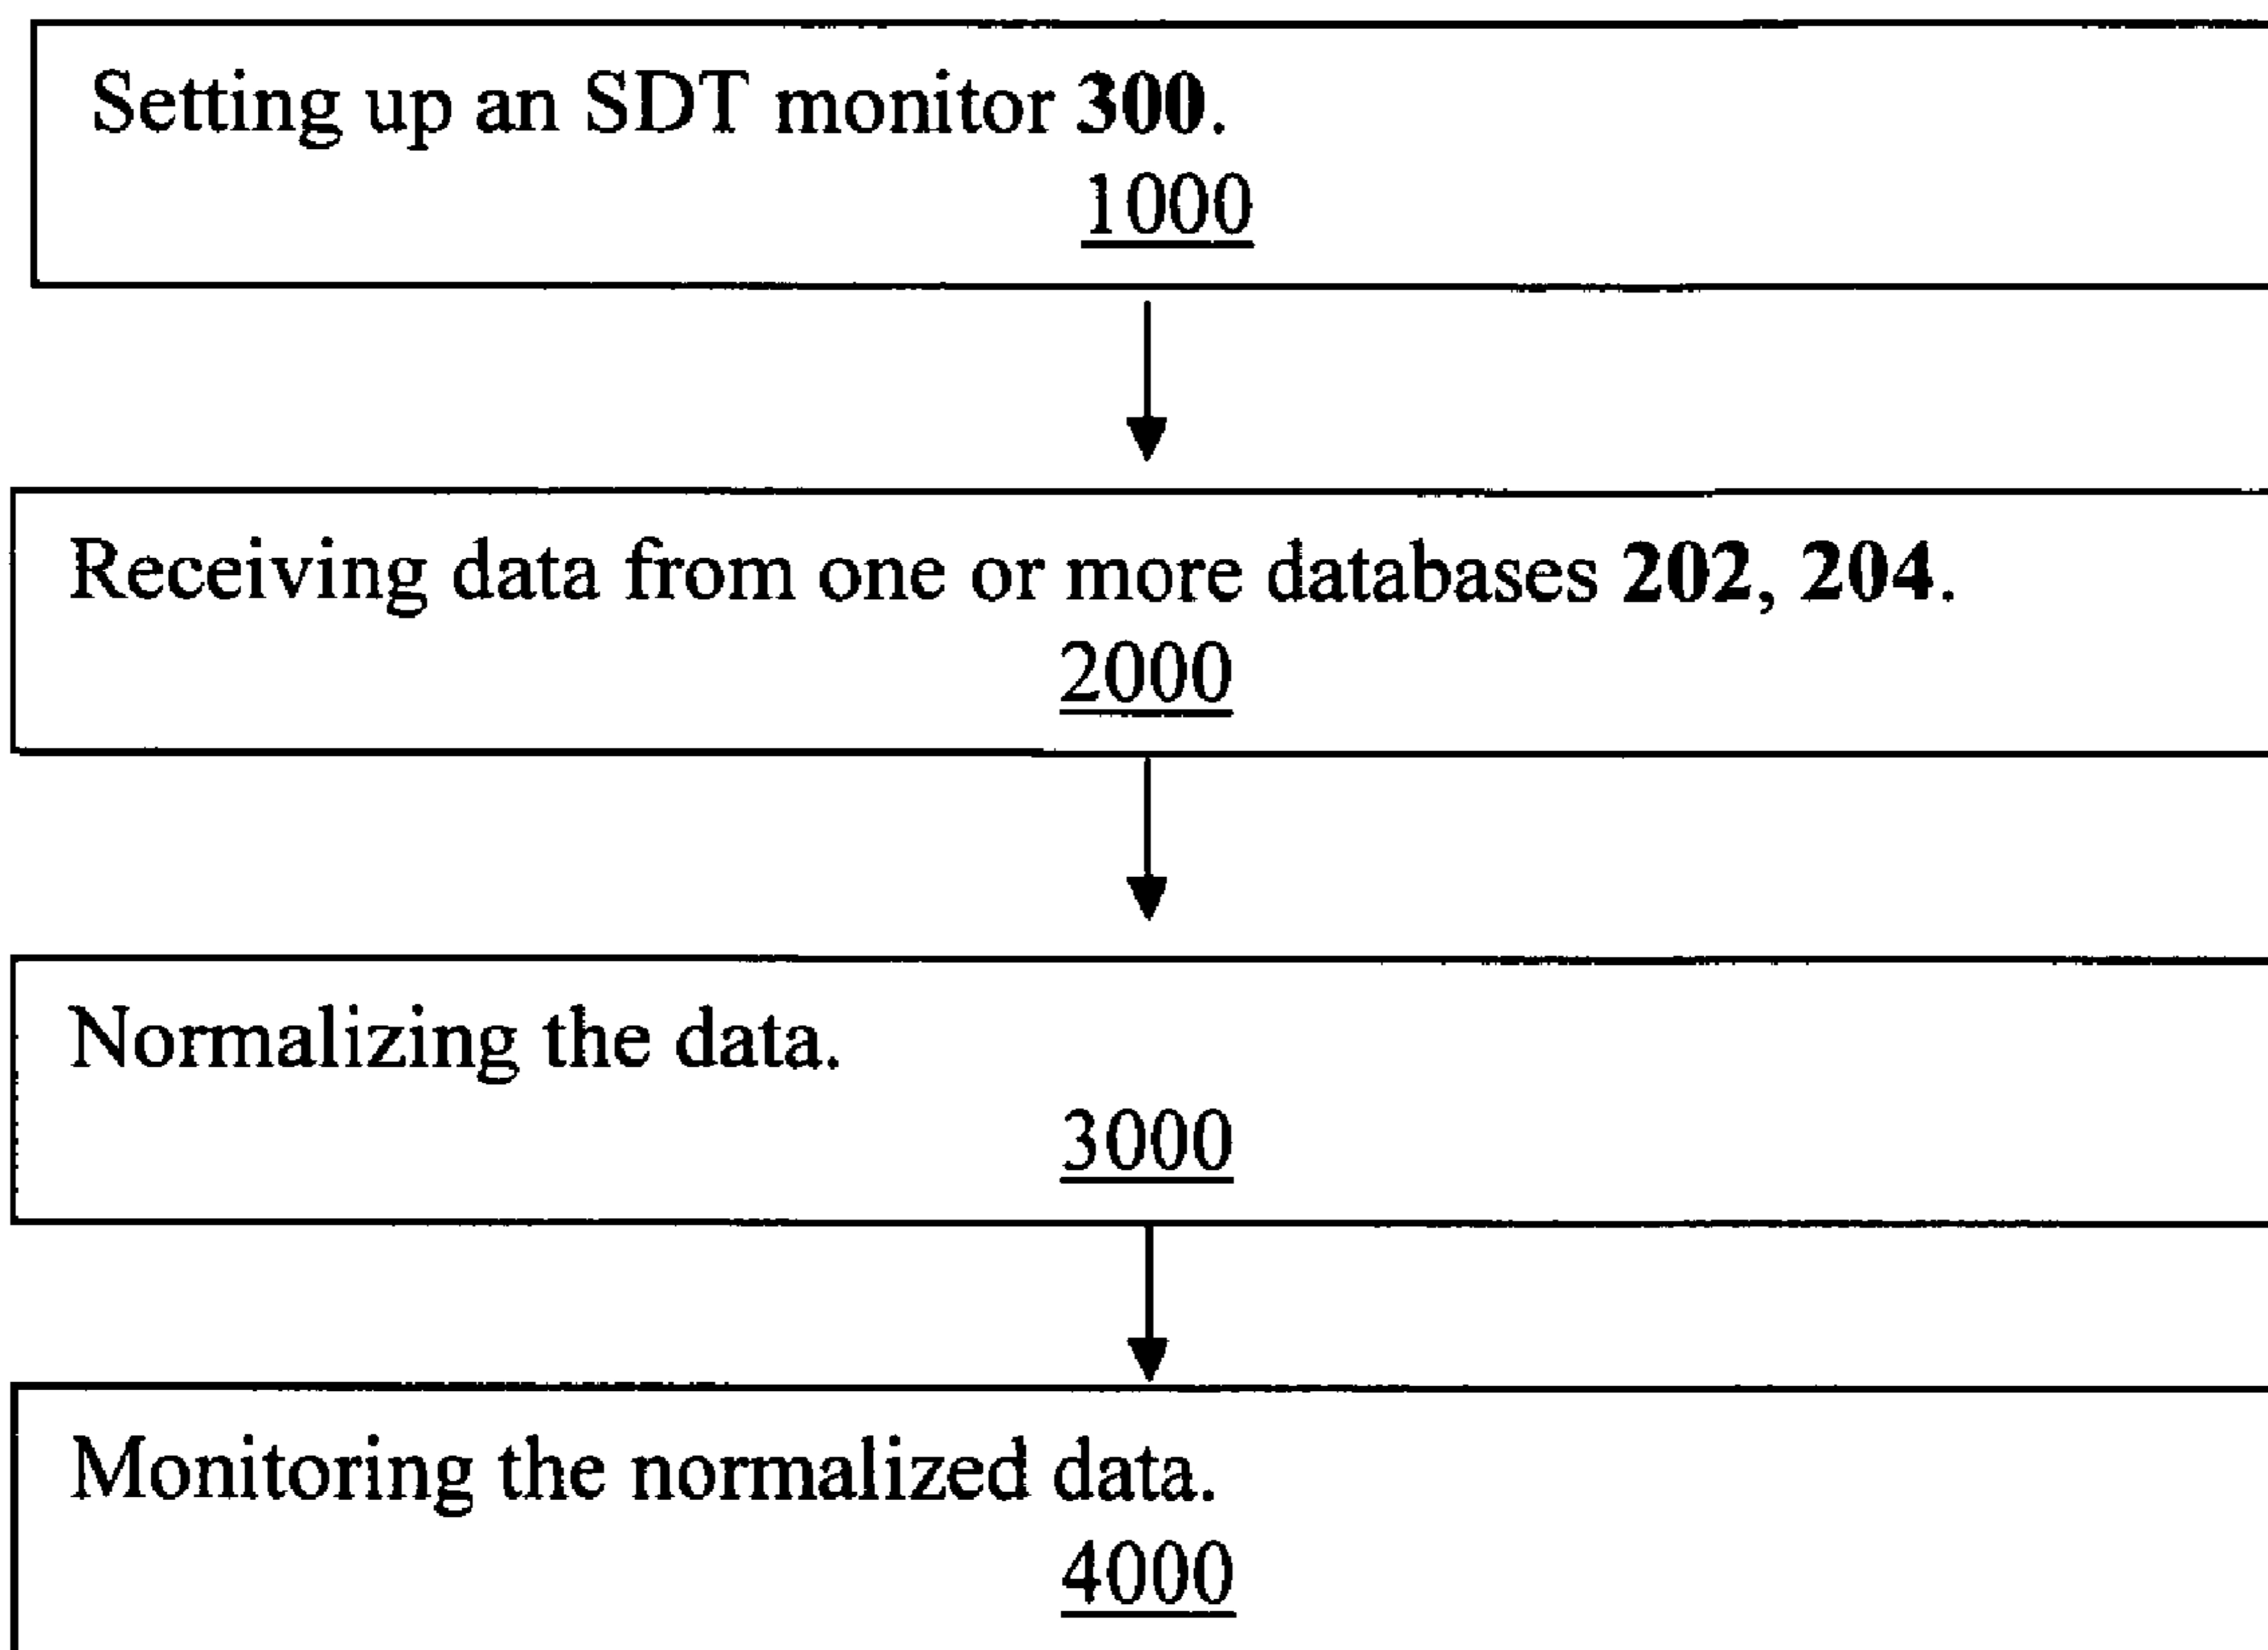 Setting up an SDT monitor 300.
1000
Receiving data from one or more databases 202, 204.
2000
Normalizing the data.
3000
Monitoring the normalized data.
4000